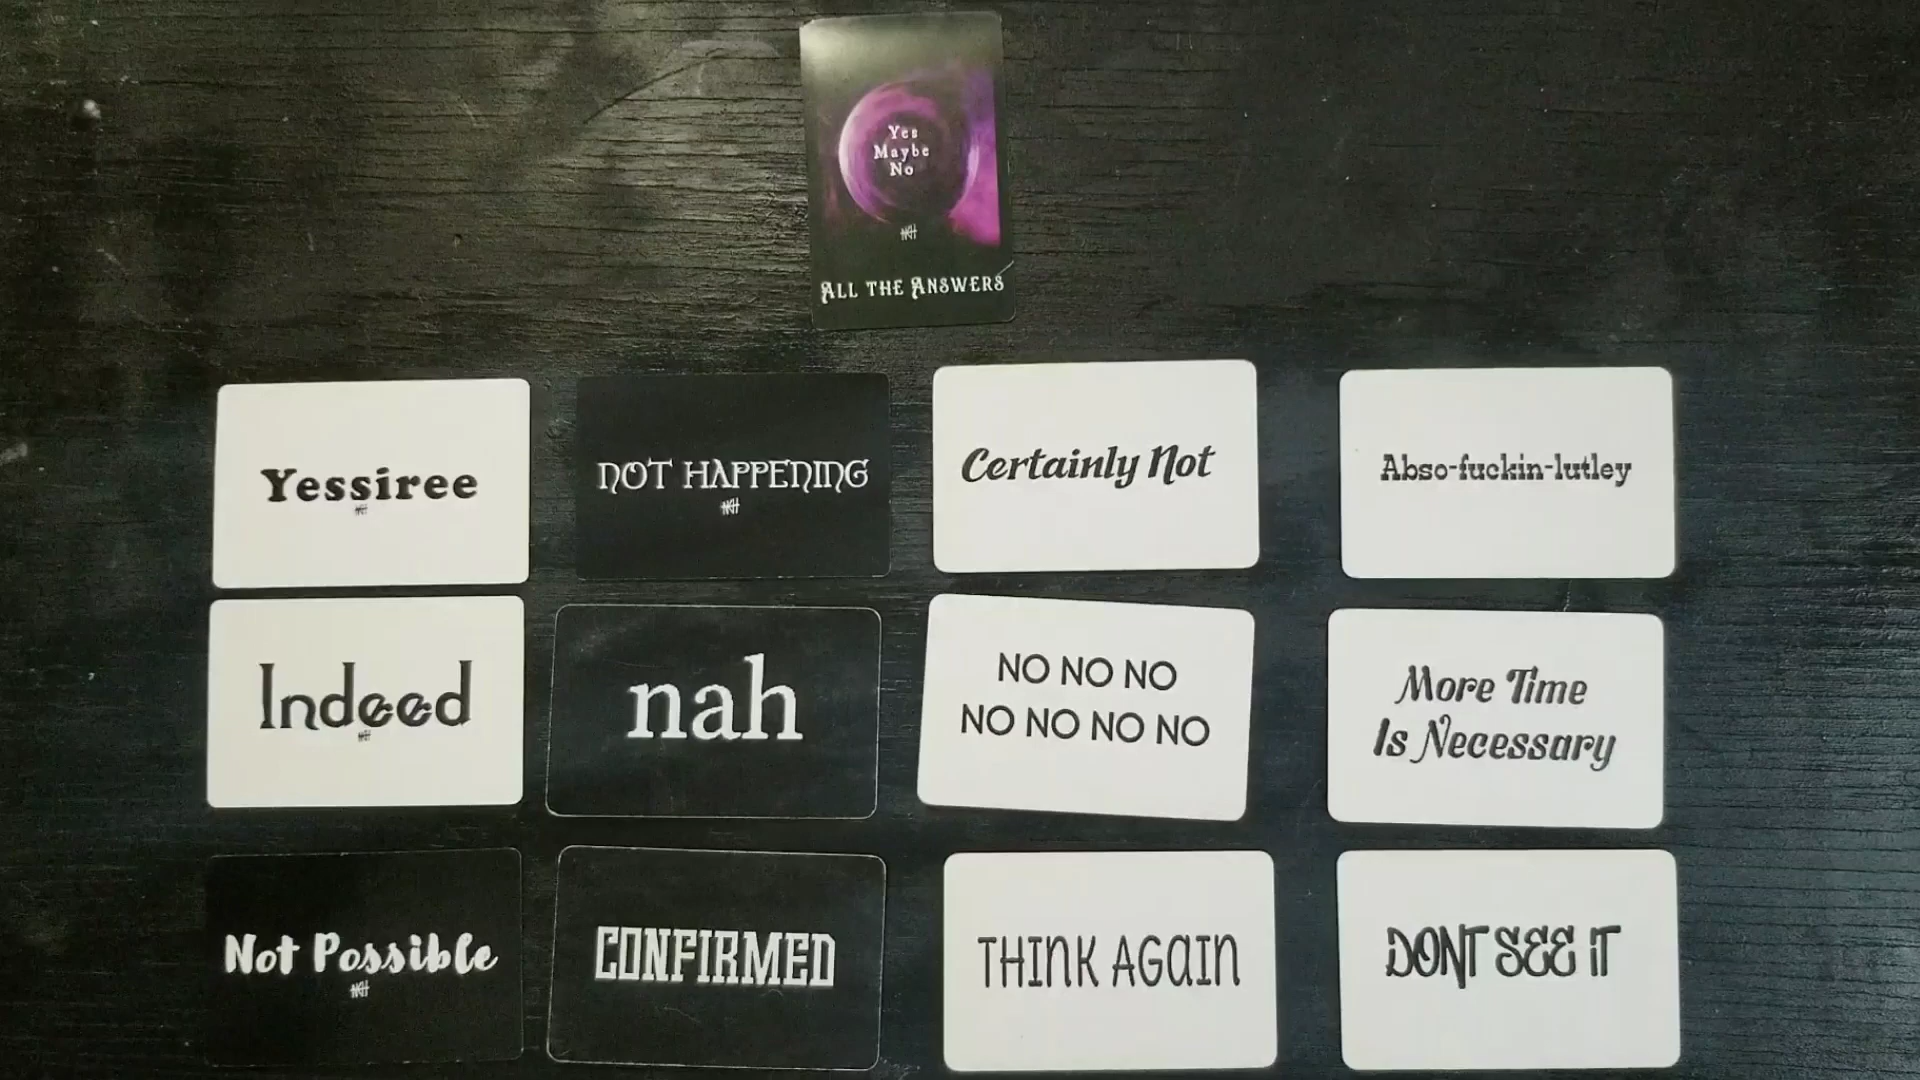 Yes
Maybe
No
ALL THE ANSWERS
Yessiree
NOT HAPPENING
Certainly Not
Abso-fuckin-lutley
Indeed
nah
NO NO NO
NO NO NO NO
More Time
Is Necessary
Not Possible
CONFIRMED
THINK AGAIN
DONT SEE IT